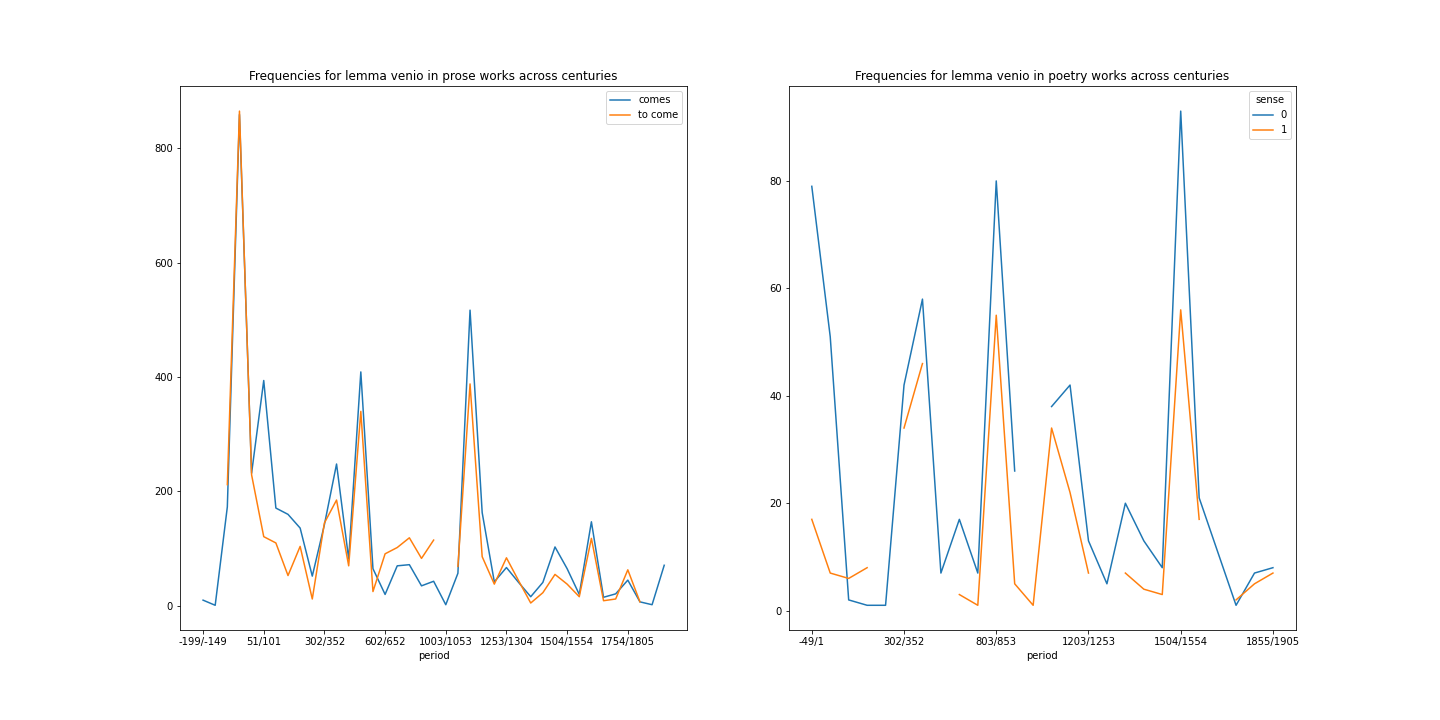 Frequencies for lemma venio in prose works across centuries
comes
to come
800
600
400
200
0
-199/-149 51/101 302/352 602/652 1003/1053 1253/1304 1504/1554 1754/1805
period
Frequencies for lemma venio in poetry works across centuries
sense
0
1
80
60
40
20
0
-49/1 302/352 803/853 1203/1253 1504/1554 1855/1905
period